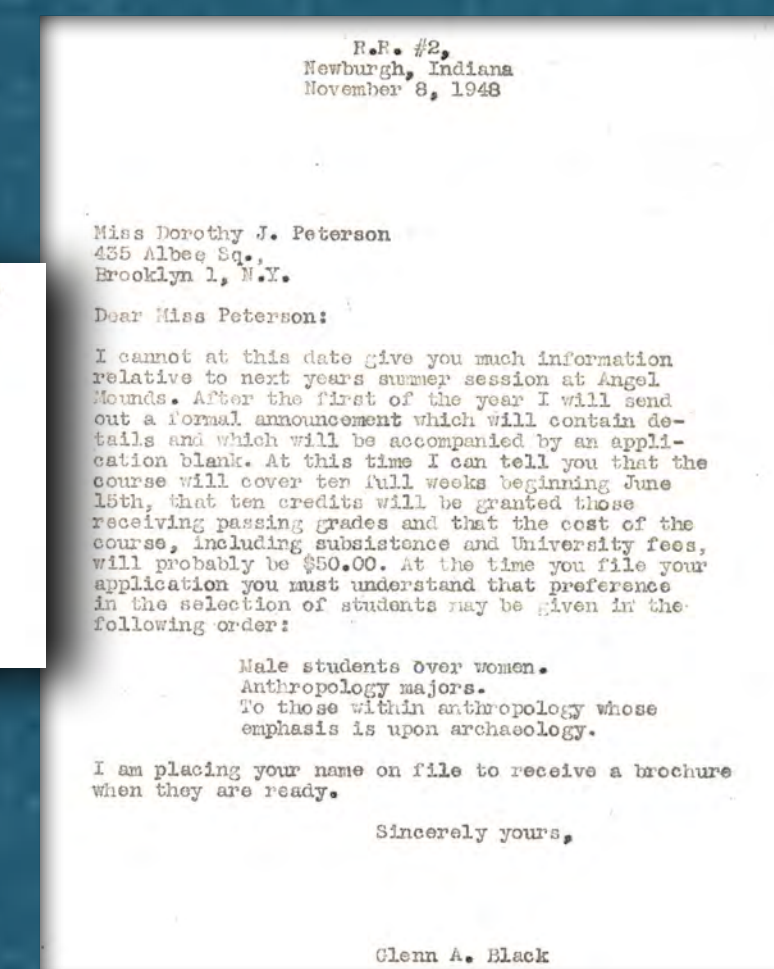 R.R. #2,
Newburgh, Indiana
November 8, 1948
Miss Dorothy J. Peterson
435 Albee Sq.,
Brooklyn 1, N.Y.
Dear Miss Peterson:
I cannot at this date give you much information
relative to next years summer session at Angel
Mounds. After the first of the year I will send
out a formal announcement which will contain de-
tails and which will be accompanied by an appli-
cation blank. At this time I can tell you that the
course will cover ten full weeks beginning June
15th, that ten credits will be granted those
receiving passing grades and that the cost of the
course, including subsistence and University fees,
will probably be $50.00. At the time you file your
application you must understand that preference
in the selection of students may be given in the
following order:
Male students over women.
Anthropology majors.
To those within anthropology whose
emphasis is upon archaeology.
I am placing your name on file to receive a brochure
when they are ready.
Sincerely yours,
Glenn A. Black